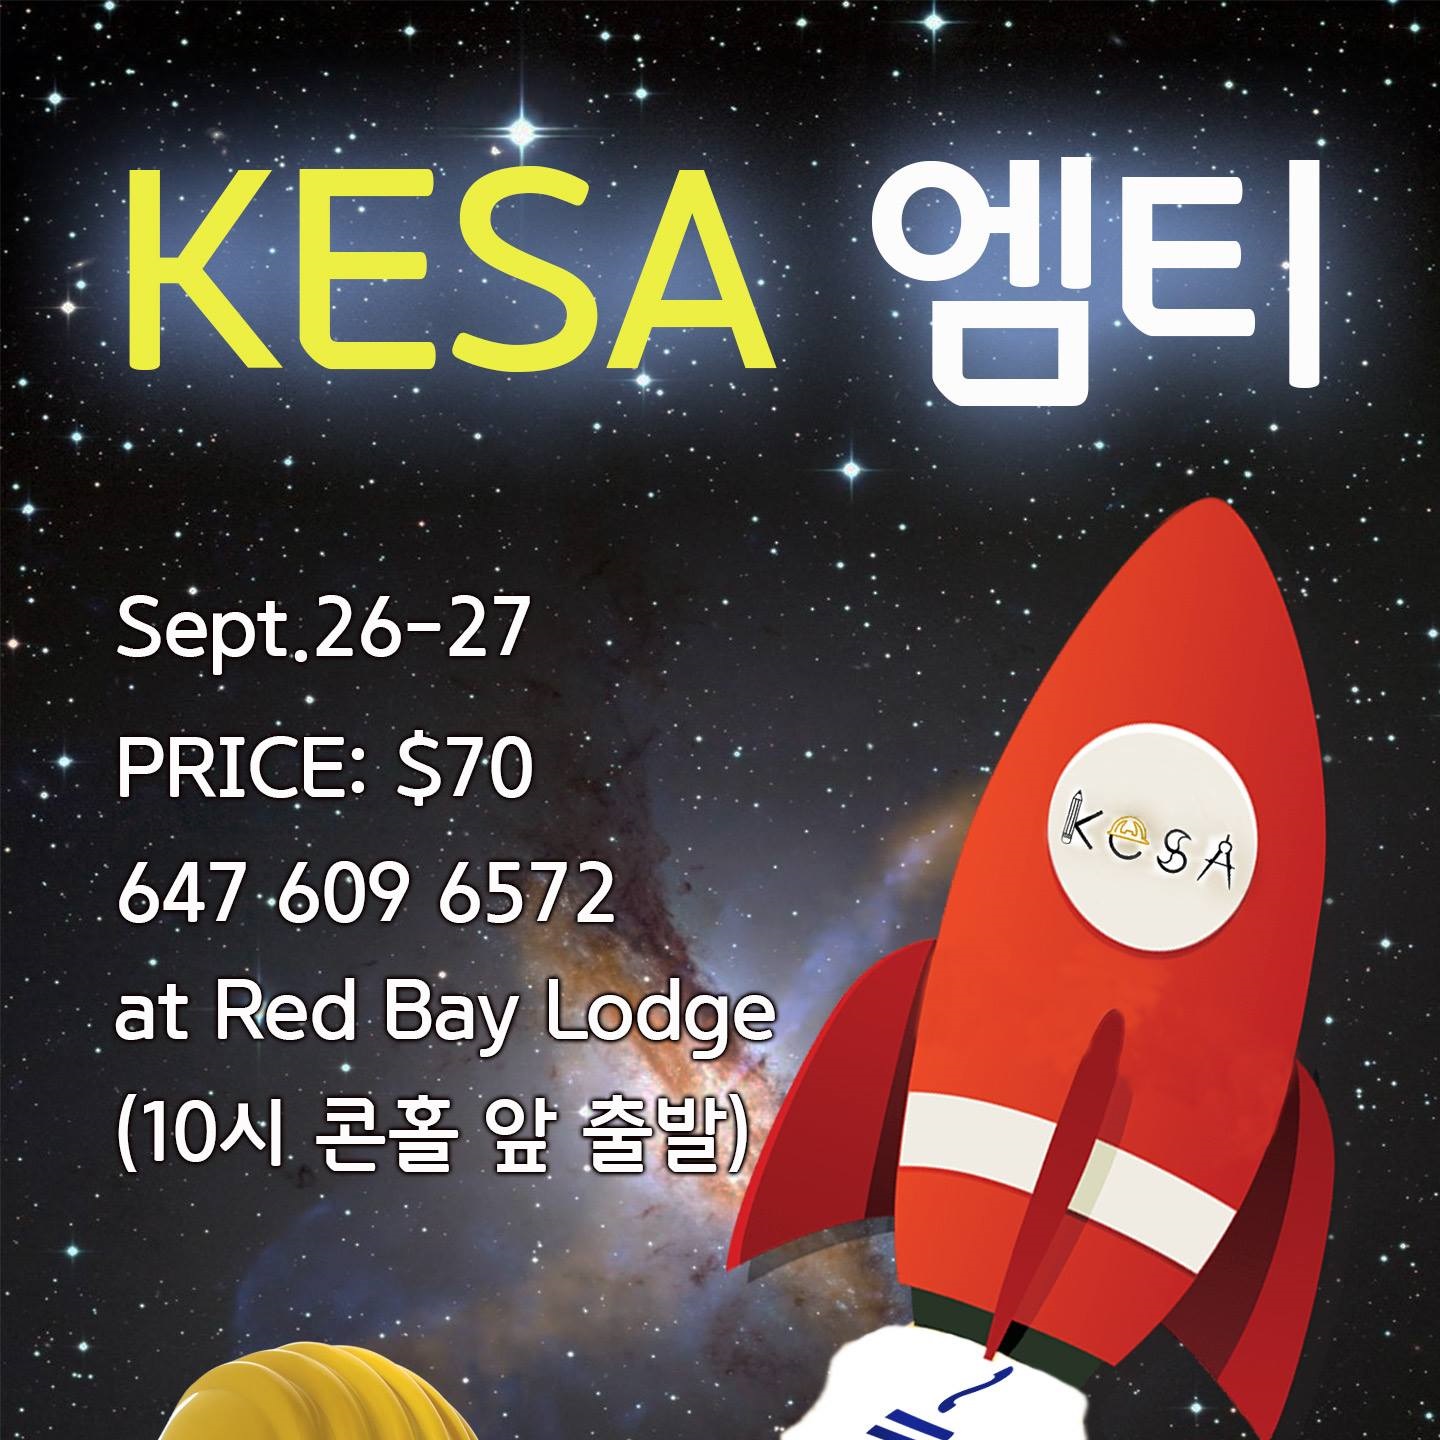 KESA 엠티
Sept.26-27
PRICE: $70
647 609 6572
at Red Bay Lodge
(10시 콘홀 앞 출발)
KeSA